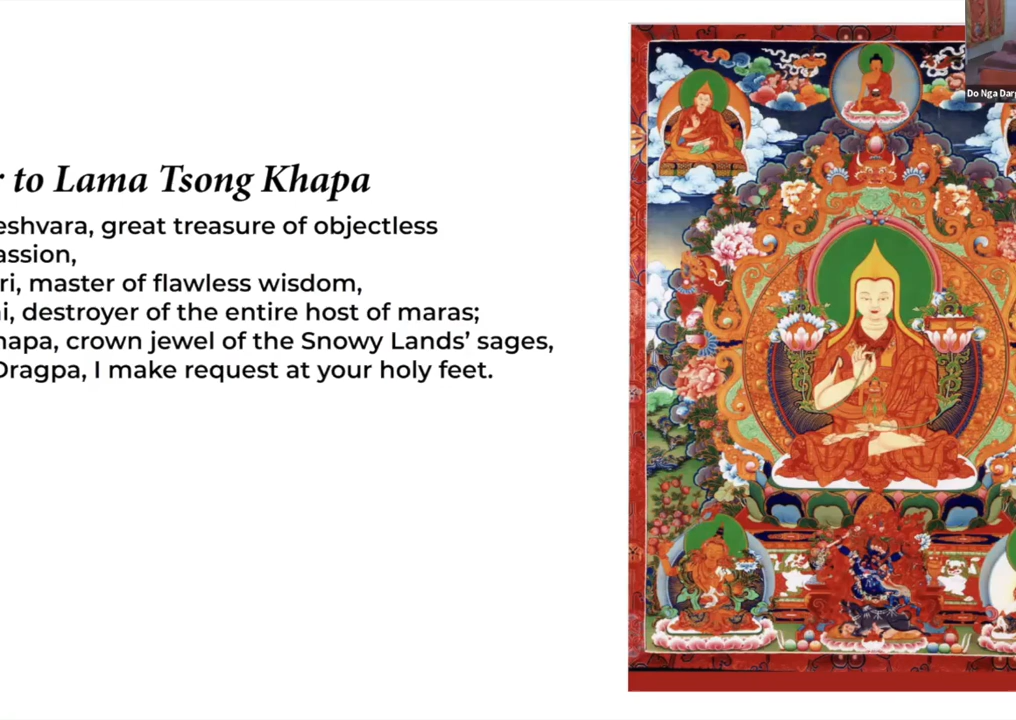 r to Lama Tsong Khapa
eshvara, great treasure of objectless
assion,
ri, master of flawless wisdom,
i, destroyer of the entire host of maras;
hapa, crown jewel of the Snowy Lands’ sages,
Dragpa, I make request at your holy feet.
Do Nga Darg